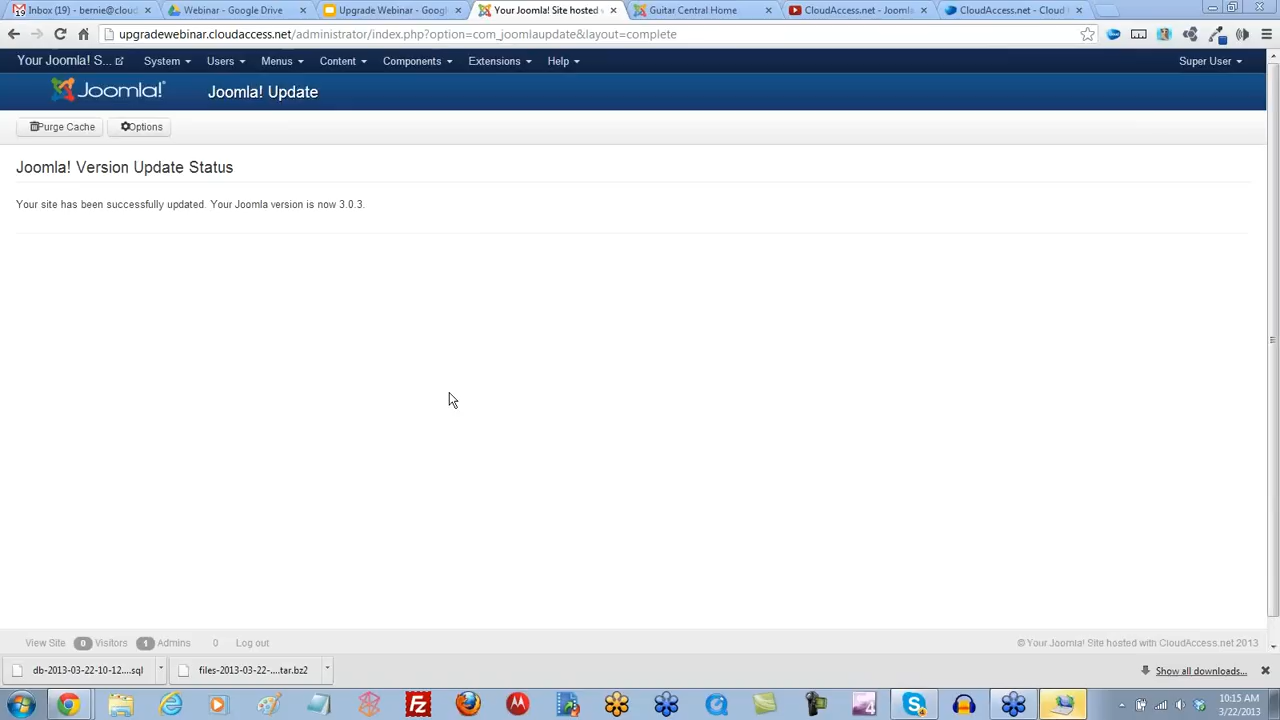 Inbox (19) - bernie@cloud
Webinar - Google Drive
Upgrade Webinar - Googl
Your Joomla! Site hosted
Guitar Central Home
CloudAccess.net - Joomla
CloudAccess.net - Cloud
upgradewebinar.cloudaccess.net/administrator/index.php?option=com_joomlaupdate&layout=complete
Your Joomla! S... System Users Menus Content Components Extensions Help Super User
Joomla!® Joomla! Update
Purge Cache Options
Joomla! Version Update Status
Your site has been successfully updated. Your Joomla version is now 3.0.3.
View Site 0 Visitors 1 Admins 0 Log out © Your Joomla! Site hosted with CloudAccess.net 2013
db-2013-03-22-10-12....sql files-2013-03-22-....tar.bz2 Show all downloads...
10:15 AM
3/22/2013